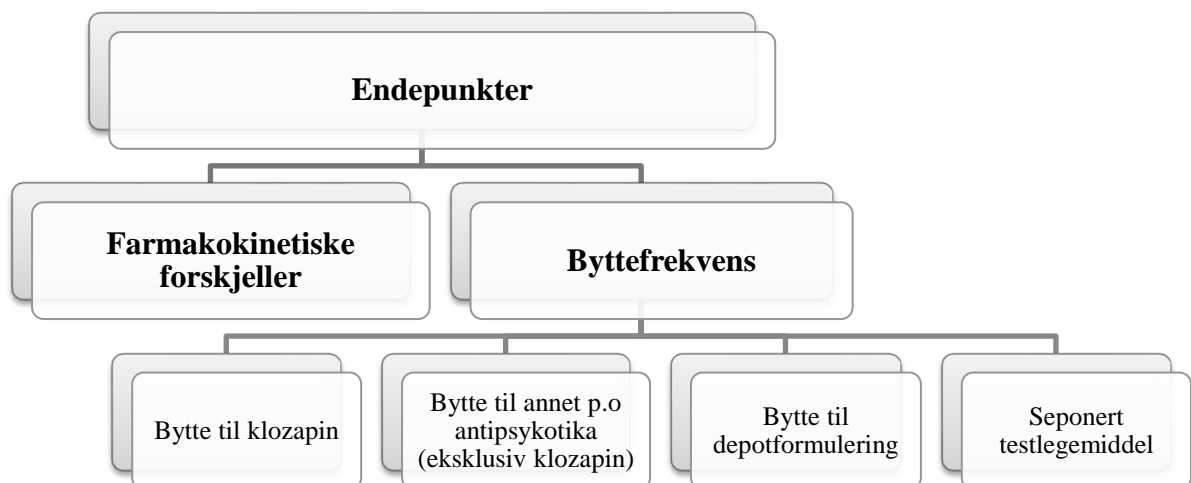 Endepunkter
Farmakokinetiske
forskjeller
Byttefrekvens
Bytte til klozapin
Bytte til annet p.o
antipsykotika
(eksklusiv klozapin)
Bytte til
depotformulering
Seponert
testlegemiddel